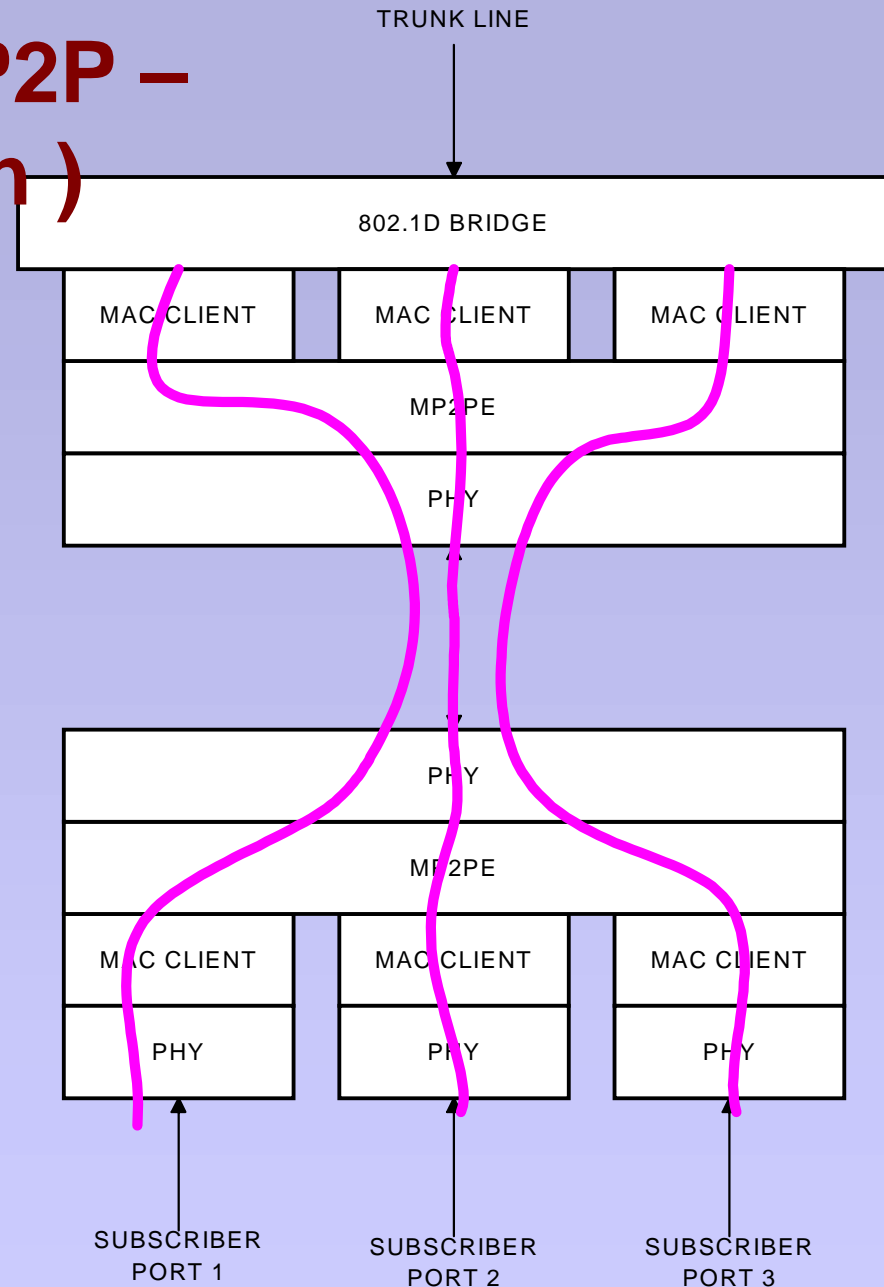 TRUNK LINE
P2P –
n )
802.1D BRIDGE
MAC CLIENT MAC CLIENT MAC CLIENT
MP2PE
PHY
PHY
MP2PE
MAC CLIENT MAC CLIENT MAC CLIENT
PHY PHY PHY
SUBSCRIBER SUBSCRIBER SUBSCRIBER
PORT 1 PORT 2 PORT 3